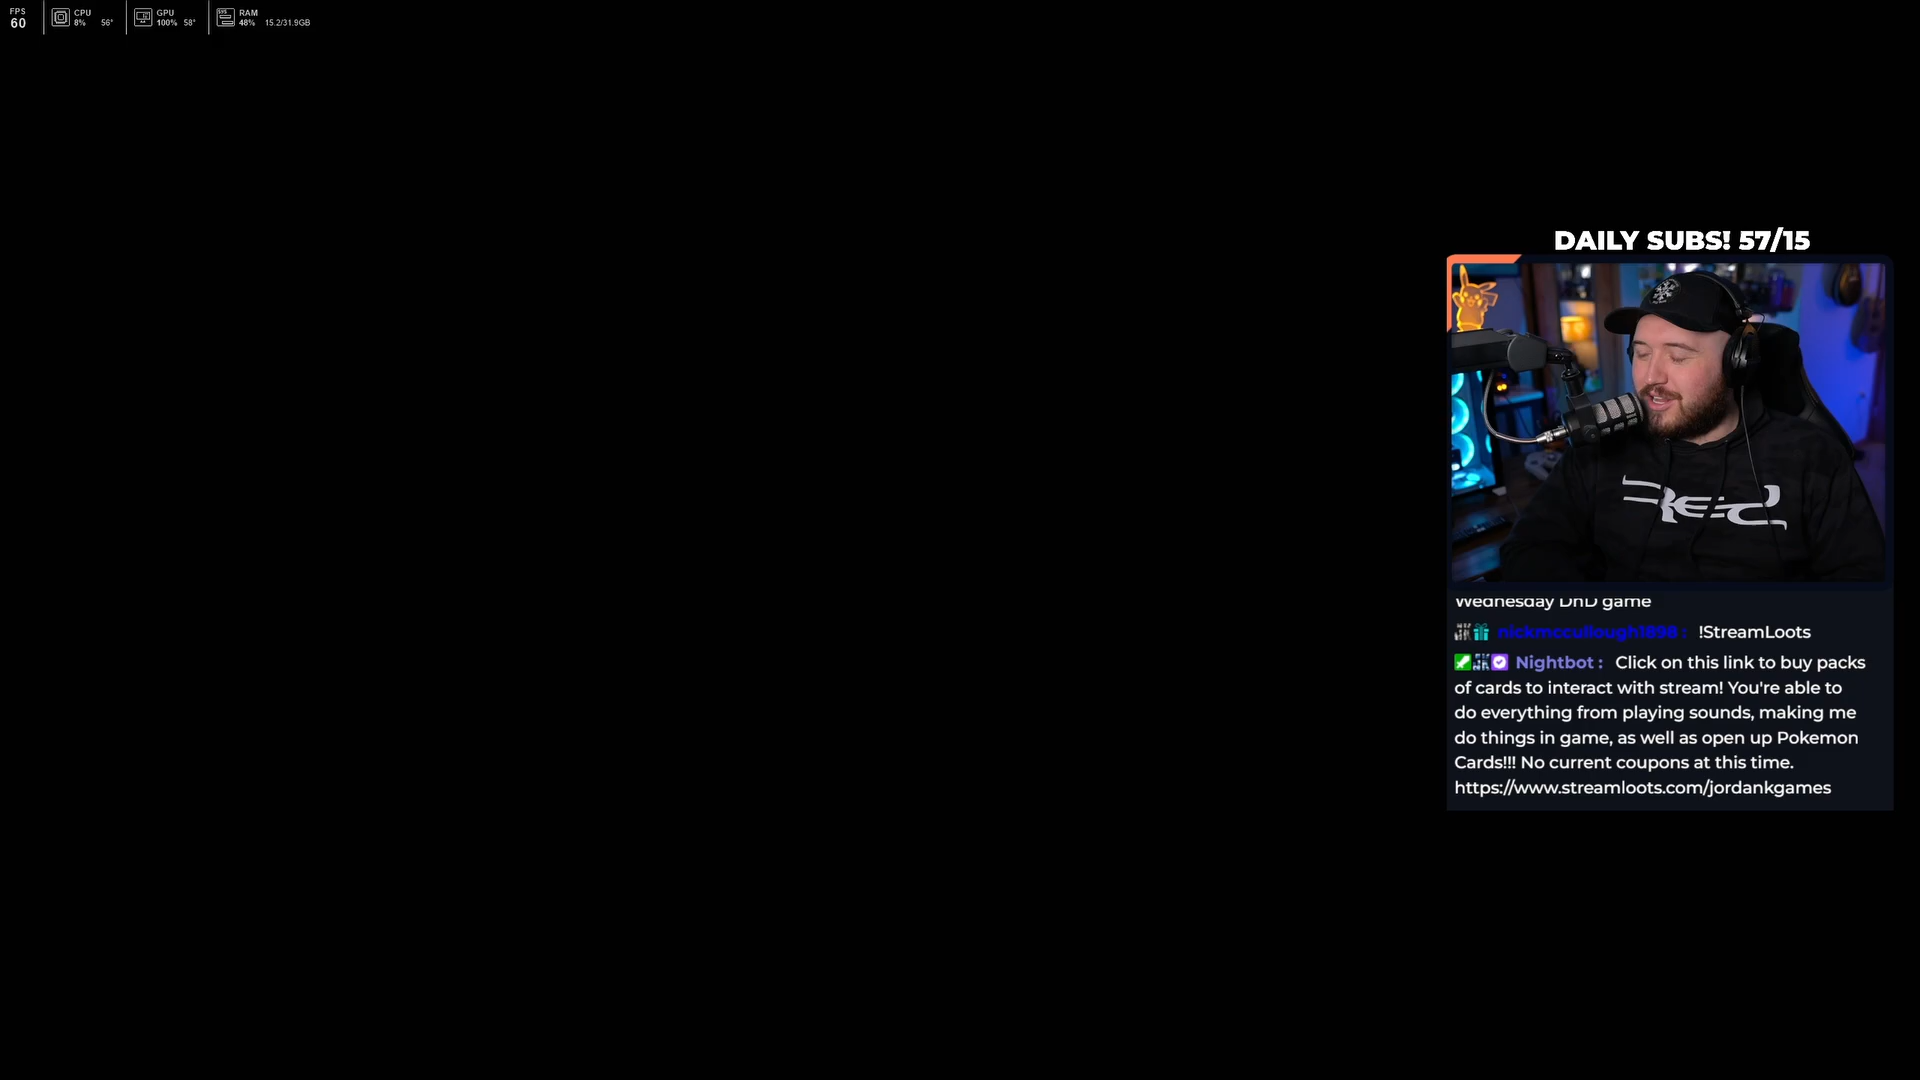 FPS
60
CPU
8% 56°
GPU
100% 58°
RAM
48% 15.2/31.9GB
DAILY SUBS! 57/15
Wednesday DnD game
nickmccullough1898 : !StreamLoots
Nightbot : Click on this link to buy packs
of cards to interact with stream! You're able to
do everything from playing sounds, making me
do things in game, as well as open up Pokemon
Cards!!! No current coupons at this time.
https://www.streamloots.com/jordankgames